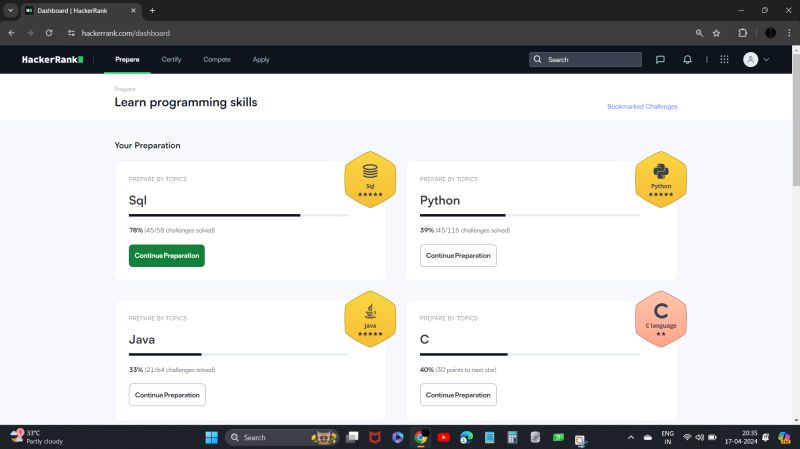 Dashboard | HackerRank
hackerrank.com/dashboard
HackerRank
Prepare
Certify
Compete
Apply
Search
Prepare
Learn programming skills
Bookmarked Challenges
Your Preparation
PREPARE BY TOPICS
Sql
Sql
78% (45/58 challenges solved)
Continue Preparation
PREPARE BY TOPICS
Python
Python
39% (45/115 challenges solved)
Continue Preparation
PREPARE BY TOPICS
Java
Java
33% (21/64 challenges solved)
Continue Preparation
PREPARE BY TOPICS
C
C
C language
40% (30 points to next star)
Continue Preparation
1
33°C
Partly cloudy
Search
ENG
IN
20:35
17-04-2024